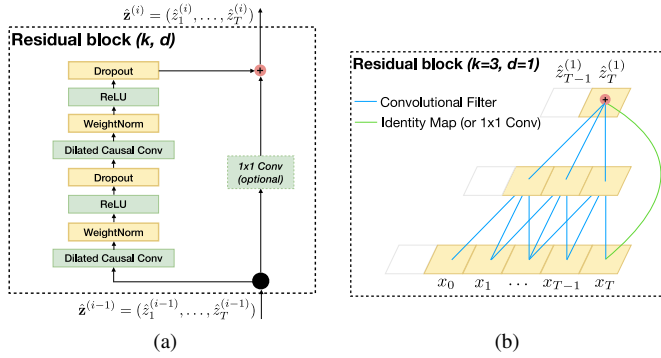 ẑ^(i) = (ẑ_1^(i), . . . , ẑ_T^(i))
Residual block (k, d)
Dropout
ReLU
WeightNorm
Dilated Causal Conv
Dropout
ReLU
WeightNorm
Dilated Causal Conv
1x1 Conv
(optional)
+
ẑ^(i−1) = (ẑ_1^(i−1), . . . , ẑ_T^(i−1))
(a)
ẑ_{T−1}^(1) ẑ_T^(1)
Residual block (k=3, d=1)
+
Convolutional Filter
Identity Map (or 1x1 Conv)
x_0 x_1 . . . x_{T−1} x_T
(b)